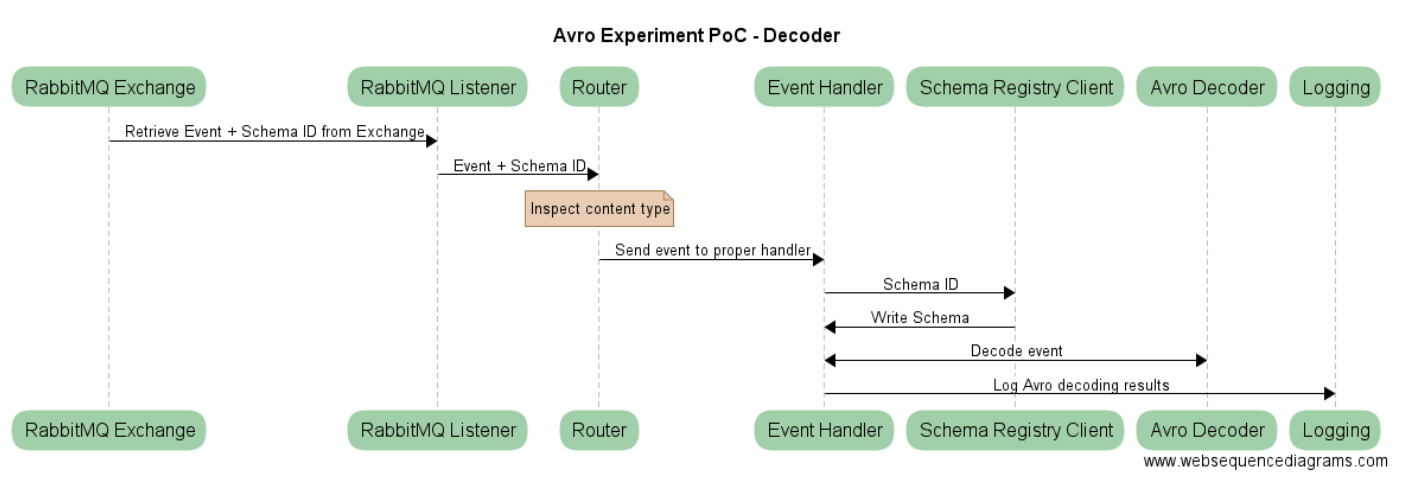 Avro Experiment PoC - Decoder
RabbitMQ Exchange
RabbitMQ Listener
Router
Event Handler
Schema Registry Client
Avro Decoder
Logging
Retrieve Event + Schema ID from Exchange
Event + Schema ID
Inspect content type
Send event to proper handler
Schema ID
Write Schema
Decode event
Log Avro decoding results
RabbitMQ Exchange
RabbitMQ Listener
Router
Event Handler
Schema Registry Client
Avro Decoder
Logging
www.websequencediagrams.com